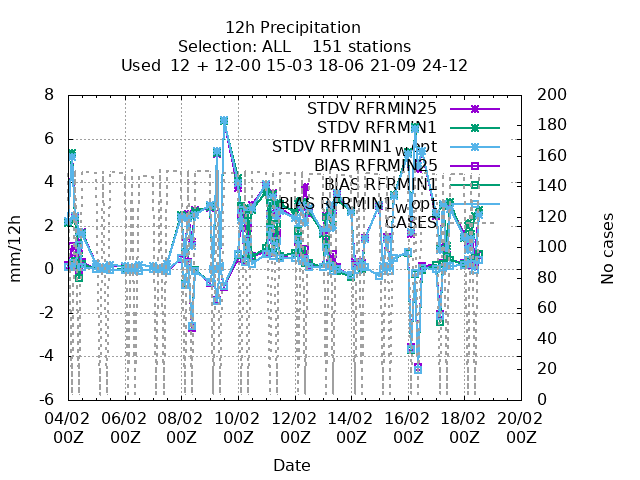 12h Precipitation
Selection: ALL    151 stations
Used  12 + 12-00 15-03 18-06 21-09 24-12
STDV RFRMIN25
STDV RFRMIN1
STDV RFRMIN1wopt
BIAS RFRMIN25
BIAS RFRMIN1
BIAS RFRMIN1wopt
CASES
mm/12h
8
6
4
2
0
-2
-4
-6
No cases
200
180
160
140
120
100
80
60
40
20
0
04/02 06/02 08/02 10/02 12/02 14/02 16/02 18/02 20/02
00Z 00Z 00Z 00Z 00Z 00Z 00Z 00Z 00Z
Date